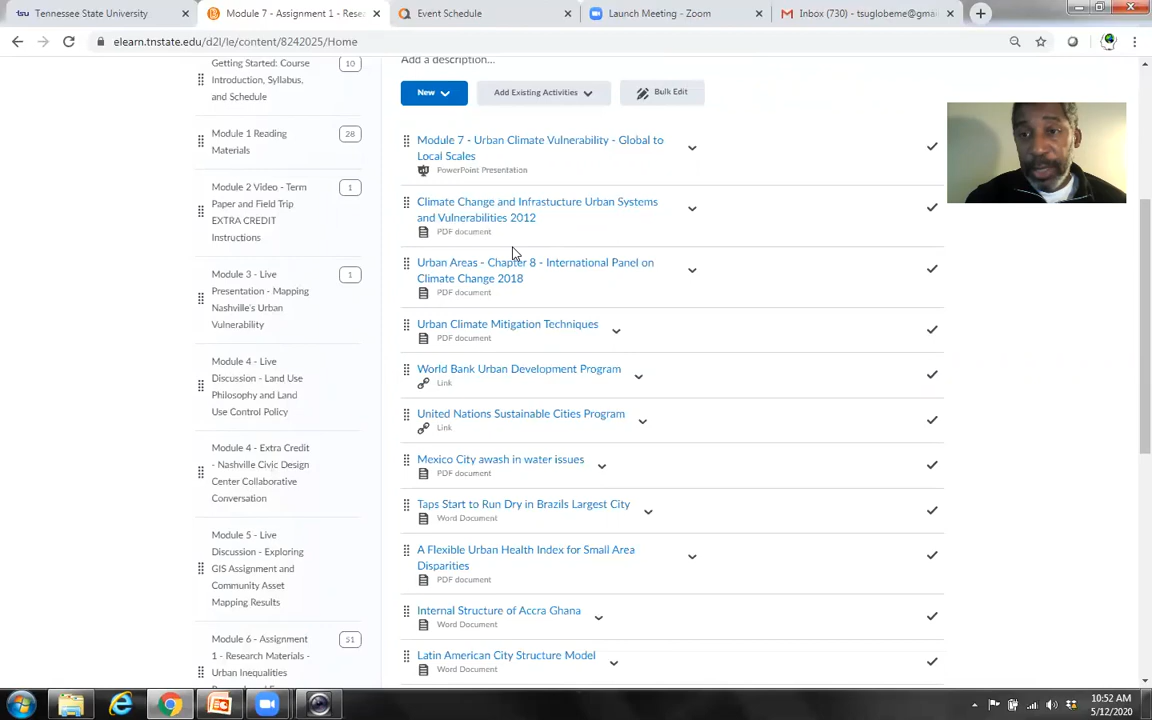 Tennessee State University
Module 7 - Assignment 1 - Rese
Event Schedule
Launch Meeting - Zoom
Inbox (730) - tsuglobeme@gmai
elearn.tnstate.edu/d2l/le/content/8242025/Home
Getting Started: Course
Introduction, Syllabus,
and Schedule
10
Module 1 Reading
Materials
28
Module 2 Video - Term
Paper and Field Trip
EXTRA CREDIT
Instructions
1
Module 3 - Live
Presentation - Mapping
Nashville's Urban
Vulnerability
1
Module 4 - Live
Discussion - Land Use
Philosophy and Land
Use Control Policy
Module 4 - Extra Credit
- Nashville Civic Design
Center Collaborative
Conversation
Module 5 - Live
Discussion - Exploring
GIS Assignment and
Community Asset
Mapping Results
Module 6 - Assignment
1 - Research Materials -
Urban Inequalities
51
Add a description...
New
Add Existing Activities
Bulk Edit
Module 7 - Urban Climate Vulnerability - Global to
Local Scales
PowerPoint Presentation
Climate Change and Infrastucture Urban Systems
and Vulnerabilities 2012
PDF document
Urban Areas - Chapter 8 - International Panel on
Climate Change 2018
PDF document
Urban Climate Mitigation Techniques
PDF document
World Bank Urban Development Program
Link
United Nations Sustainable Cities Program
Link
Mexico City awash in water issues
PDF document
Taps Start to Run Dry in Brazils Largest City
Word Document
A Flexible Urban Health Index for Small Area
Disparities
PDF document
Internal Structure of Accra Ghana
Word Document
Latin American City Structure Model
Word Document
10:52 AM
5/12/2020